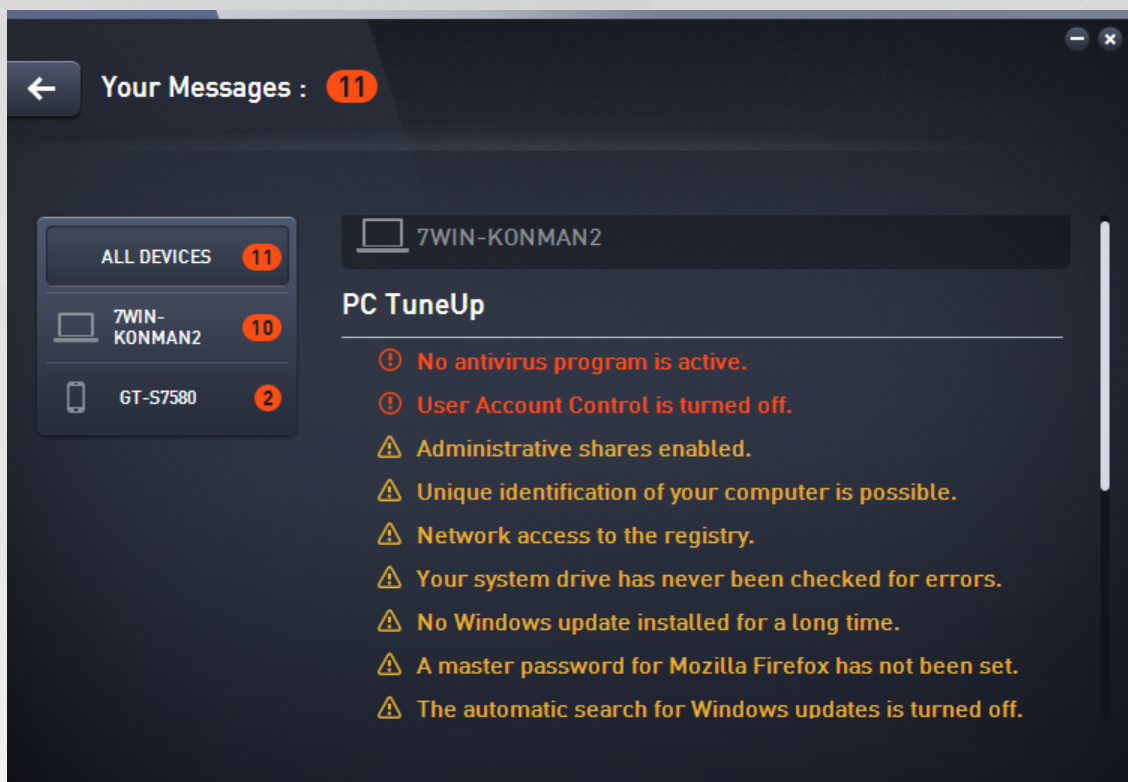 Your Messages : 11
ALL DEVICES 11
7WIN-
KONMAN2 10
GT-S7580 2
7WIN-KONMAN2
PC TuneUp
No antivirus program is active.
User Account Control is turned off.
Administrative shares enabled.
Unique identification of your computer is possible.
Network access to the registry.
Your system drive has never been checked for errors.
No Windows update installed for a long time.
A master password for Mozilla Firefox has not been set.
The automatic search for Windows updates is turned off.